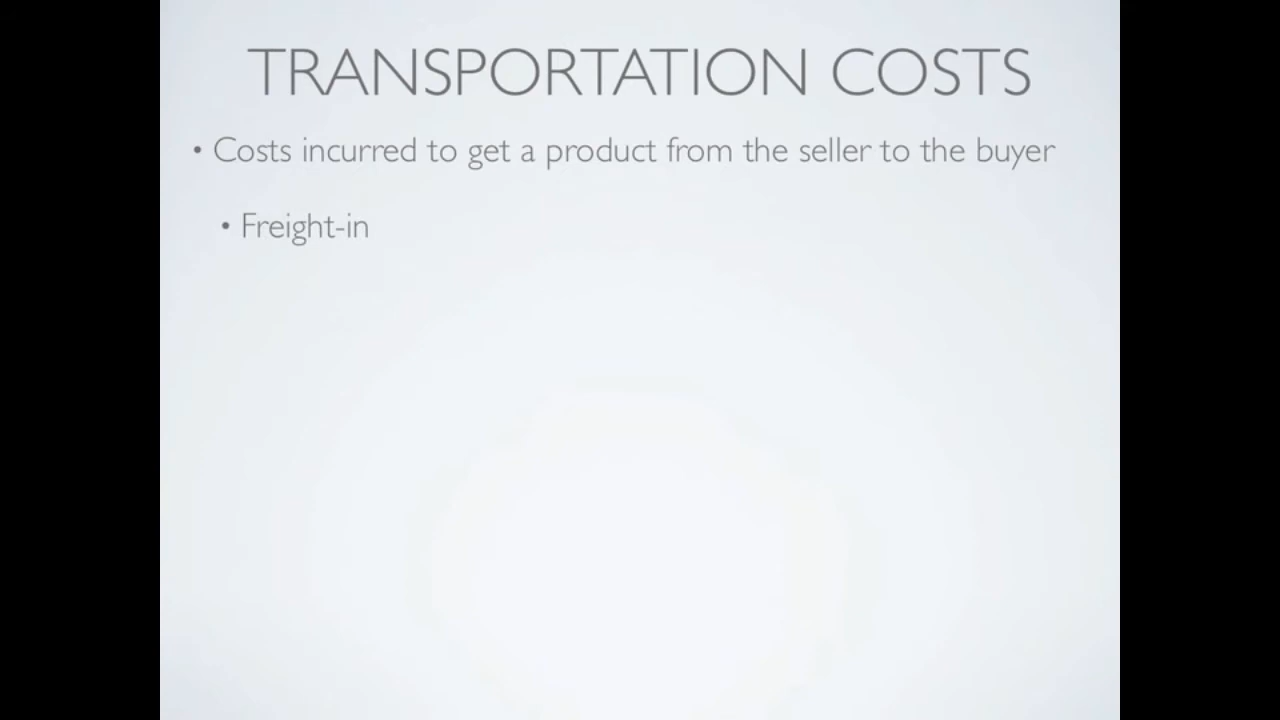 TRANSPORTATION COSTS
• Costs incurred to get a product from the seller to the buyer
• Freight-in